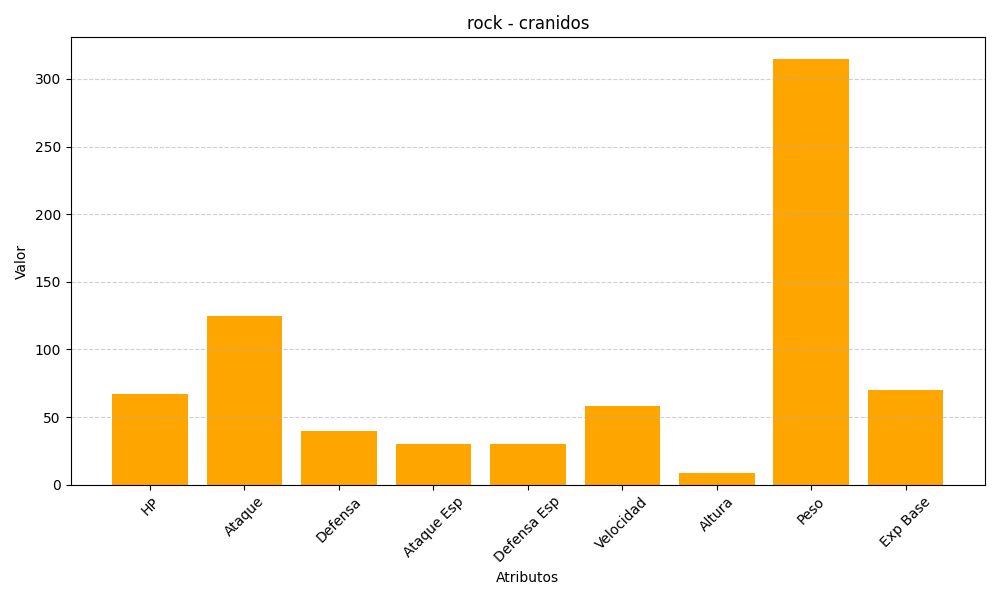 rock - cranidos
Valor
300
250
200
150
100
50
0
HP
Ataque
Defensa
Ataque Esp
Defensa Esp
Velocidad
Altura
Peso
Exp Base
Atributos